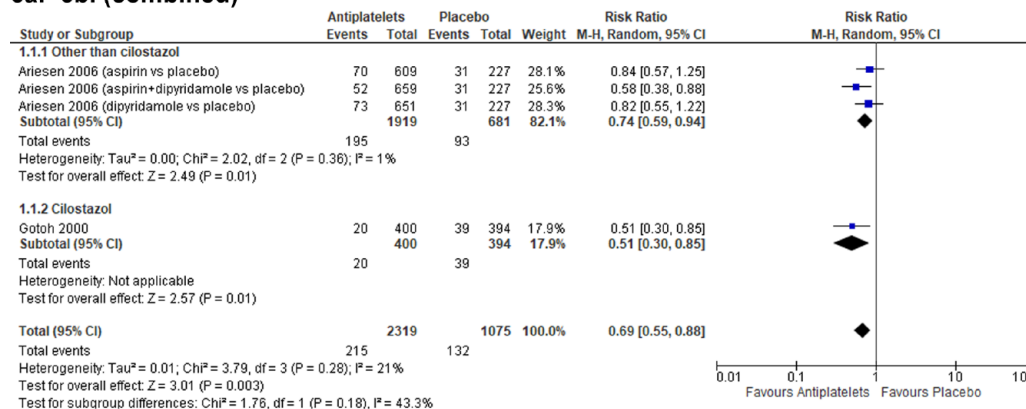 Antiplatelets Placebo Risk Ratio Risk Ratio
Study or Subgroup Events Total Events Total Weight M-H, Random, 95% CI M-H, Random, 95% CI
1.1.1 Other than cilostazol
Ariesen 2006 (aspirin vs placebo) 70 609 31 227 28.1% 0.84 [0.57, 1.25]
Ariesen 2006 (aspirin+dipyridamole vs placebo) 52 659 31 227 25.6% 0.58 [0.38, 0.88]
Ariesen 2006 (dipyridamole vs placebo) 73 651 31 227 28.3% 0.82 [0.55, 1.22]
Subtotal (95% CI) 1919 681 82.1% 0.74 [0.59, 0.94]
Total events 195 93
Heterogeneity: Tau² = 0.00; Chi² = 2.02, df = 2 (P = 0.36); I² = 1%
Test for overall effect: Z = 2.49 (P = 0.01)
1.1.2 Cilostazol
Gotoh 2000 20 400 39 394 17.9% 0.51 [0.30, 0.85]
Subtotal (95% CI) 400 394 17.9% 0.51 [0.30, 0.85]
Total events 20 39
Heterogeneity: Not applicable
Test for overall effect: Z = 2.57 (P = 0.01)
Total (95% CI) 2319 1075 100.0% 0.69 [0.55, 0.88]
Total events 215 132
Heterogeneity: Tau² = 0.01; Chi² = 3.79, df = 3 (P = 0.28); I² = 21%
Test for overall effect: Z = 3.01 (P = 0.003)
Test for subgroup differences: Chi² = 1.76, df = 1 (P = 0.18), I² = 43.3%
0.01 0.1 1 10
Favours Antiplatelets Favours Placebo